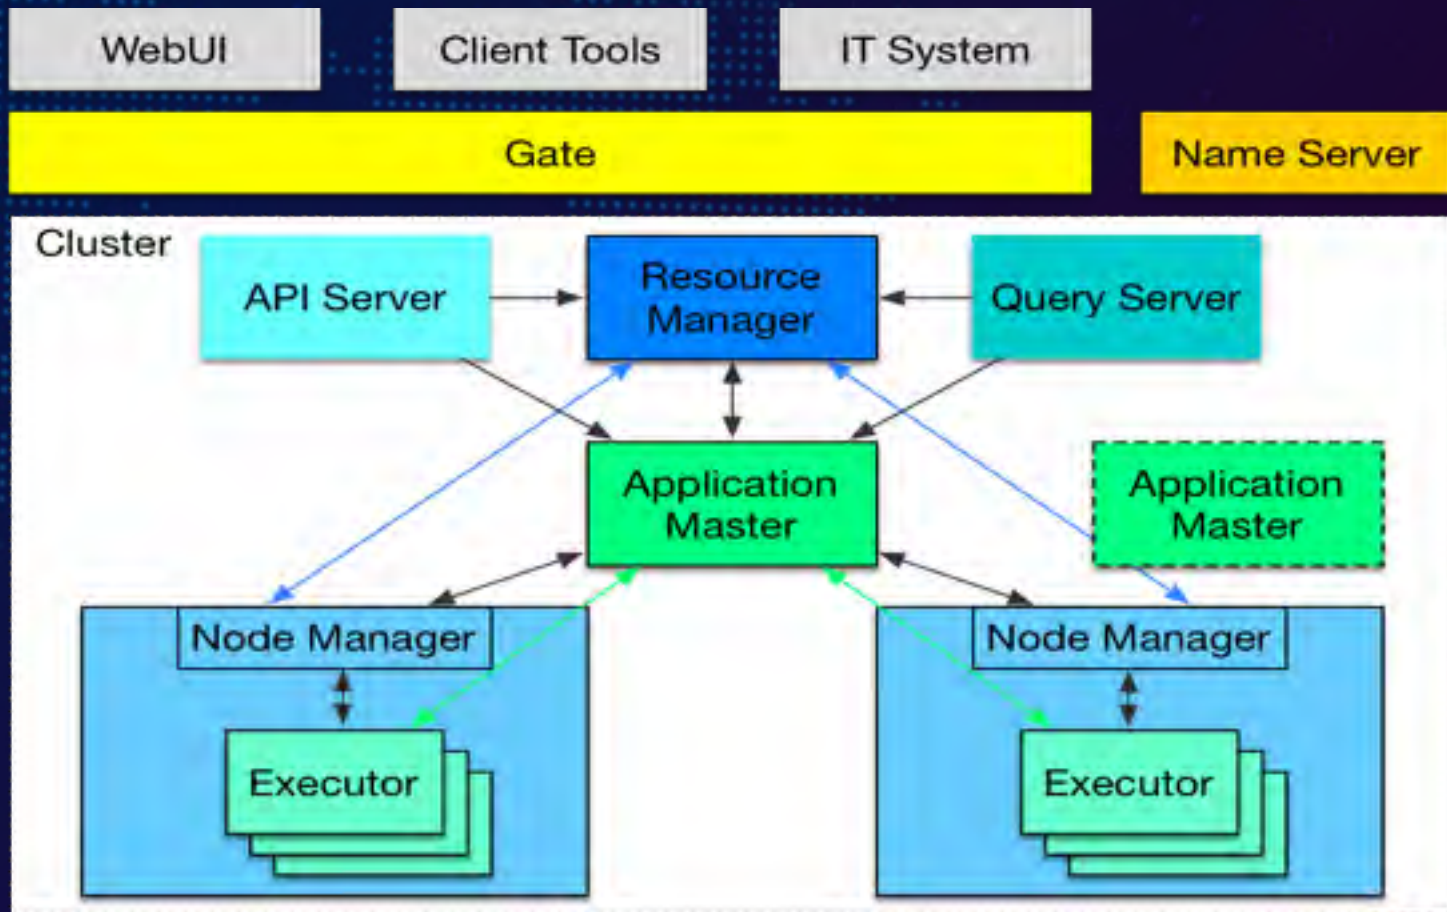 WebUI
Client Tools
IT System
Gate
Name Server
Cluster
API Server
Resource
Manager
Query Server
Application
Master
Application
Master
Node Manager
Node Manager
Executor
Executor